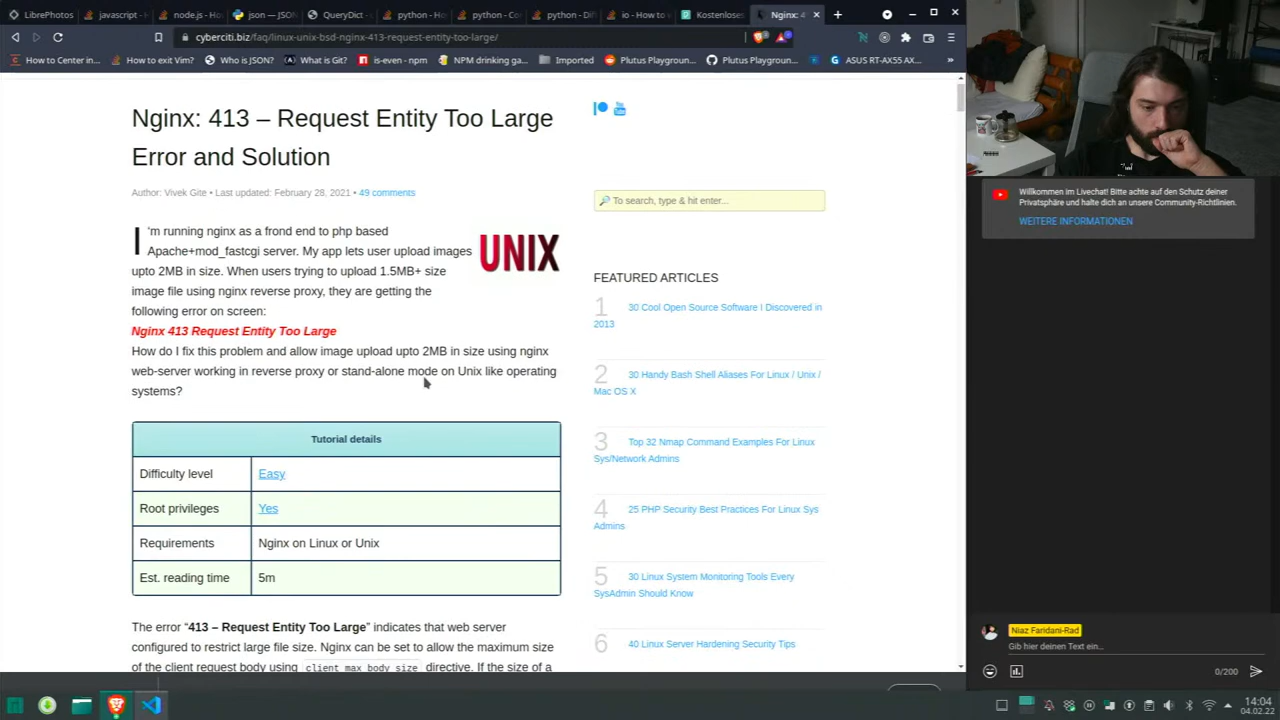 LibrePhotos
javascript -
node.js - Ho
json — JSO
QueryDict -
python - Ho
python - Co
python - Dif
io - How to
Kostenloses
Nginx: 4
cyberciti.biz/faq/linux-unix-bsd-nginx-413-request-entity-too-large/
How to Center in...
How to exit Vim?
Who is JSON?
What is Git?
is-even - npm
NPM drinking ga...
Imported
Plutus Playgroun...
Plutus Playgroun...
ASUS RT-AX55 AX...
Nginx: 413 – Request Entity Too Large
Error and Solution
Author: Vivek Gite • Last updated: February 28, 2021 • 49 comments
I'm running nginx as a frond end to php based
Apache+mod_fastcgi server. My app lets user upload images
upto 2MB in size. When users trying to upload 1.5MB+ size
image file using nginx reverse proxy, they are getting the
following error on screen:
Nginx 413 Request Entity Too Large
How do I fix this problem and allow image upload upto 2MB in size using nginx
web-server working in reverse proxy or stand-alone mode on Unix like operating
systems?
UNIX
Tutorial details
Difficulty level Easy
Root privileges Yes
Requirements Nginx on Linux or Unix
Est. reading time 5m
The error “413 – Request Entity Too Large” indicates that web server
configured to restrict large file size. Nginx can be set to allow the maximum size
of the client request body using client_max_body_size directive. If the size of a
To search, type & hit enter...
FEATURED ARTICLES
1 30 Cool Open Source Software I Discovered in
2013
2 30 Handy Bash Shell Aliases For Linux / Unix /
Mac OS X
3 Top 32 Nmap Command Examples For Linux
Sys/Network Admins
4 25 PHP Security Best Practices For Linux Sys
Admins
5 30 Linux System Monitoring Tools Every
SysAdmin Should Know
6 40 Linux Server Hardening Security Tips
Willkommen im Livechat! Bitte achte auf den Schutz deiner
Privatsphäre und halte dich an unsere Community-Richtlinien.
WEITERE INFORMATIONEN
Niaz Faridani-Rad
Gib hier deinen Text ein...
0/200
14:04
04.02.22